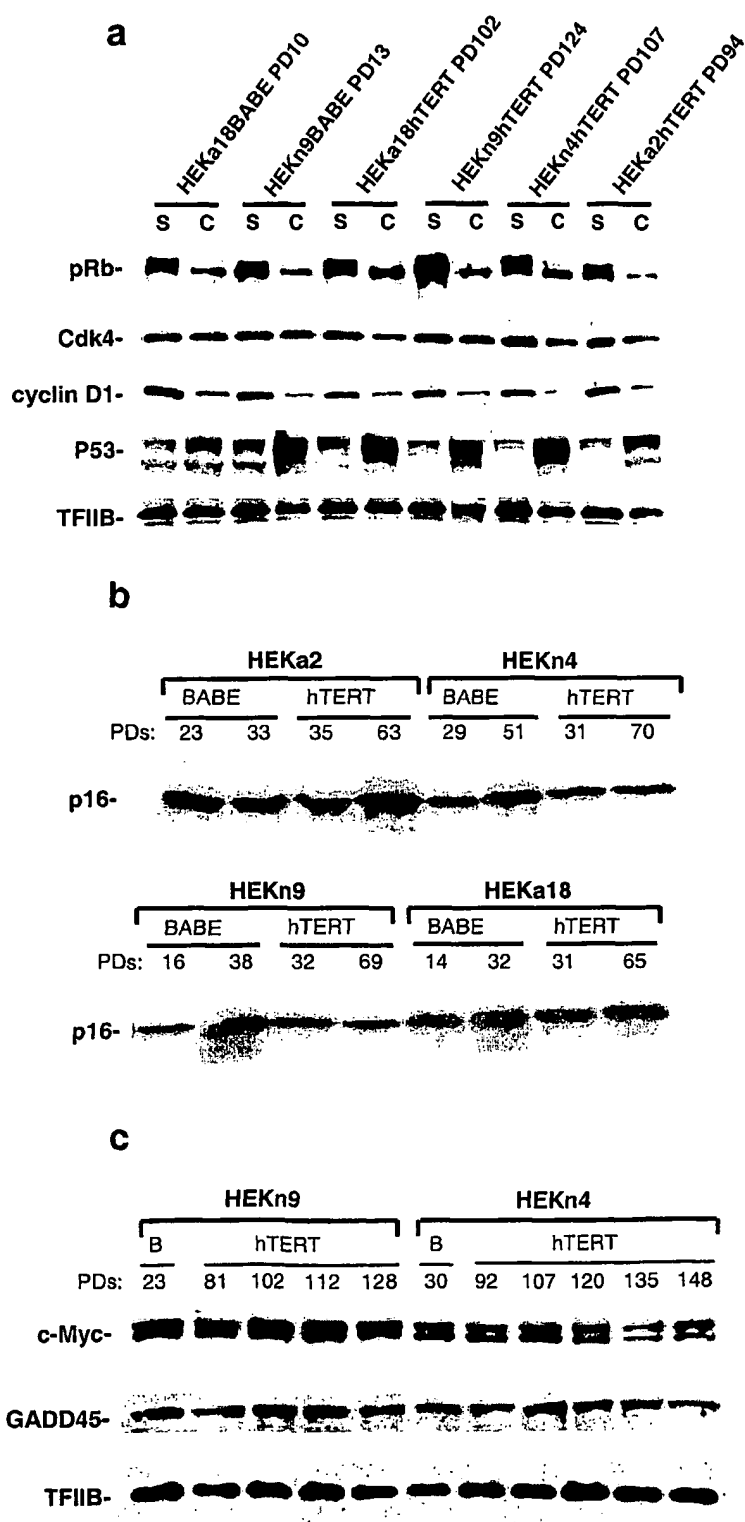 a
HEKa18BABE PD10
HEKn9BABE PD13
HEKa18hTERT PD102
HEKn9hTERT PD124
HEKn4hTERT PD107
HEKa2hTERT PD94
S C S C S C S C S C S C
pRb-
Cdk4-
cyclin D1-
P53-
TFIIB-
b
HEKa2 HEKn4
BABE hTERT BABE hTERT
PDs: 23 33 35 63 29 51 31 70
p16-
HEKn9 HEKa18
BABE hTERT BABE hTERT
PDs: 16 38 32 69 14 32 31 65
p16-
c
HEKn9 HEKn4
B hTERT B hTERT
PDs: 23 81 102 112 128 30 92 107 120 135 148
c-Myc-
GADD45-
TFIIB-